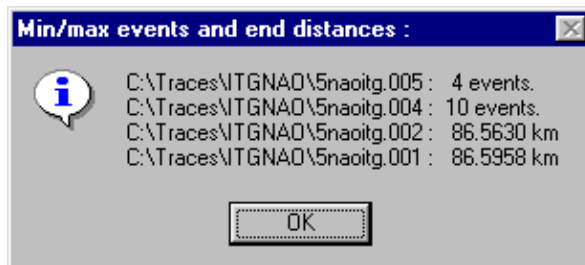 Min/max events and end distances :
C:\Traces\ITGNAO\5naoitg.005 : 4 events.
C:\Traces\ITGNAO\5naoitg.004 : 10 events.
C:\Traces\ITGNAO\5naoitg.002 : 86.5630 km
C:\Traces\ITGNAO\5naoitg.001 : 86.5958 km
OK